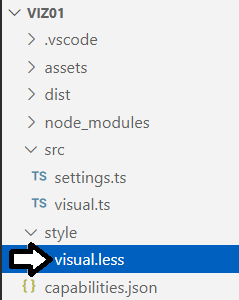 VIZ01
.vscode
assets
dist
node_modules
src
TS settings.ts
TS visual.ts
style
visual.less
{} capabilities.json